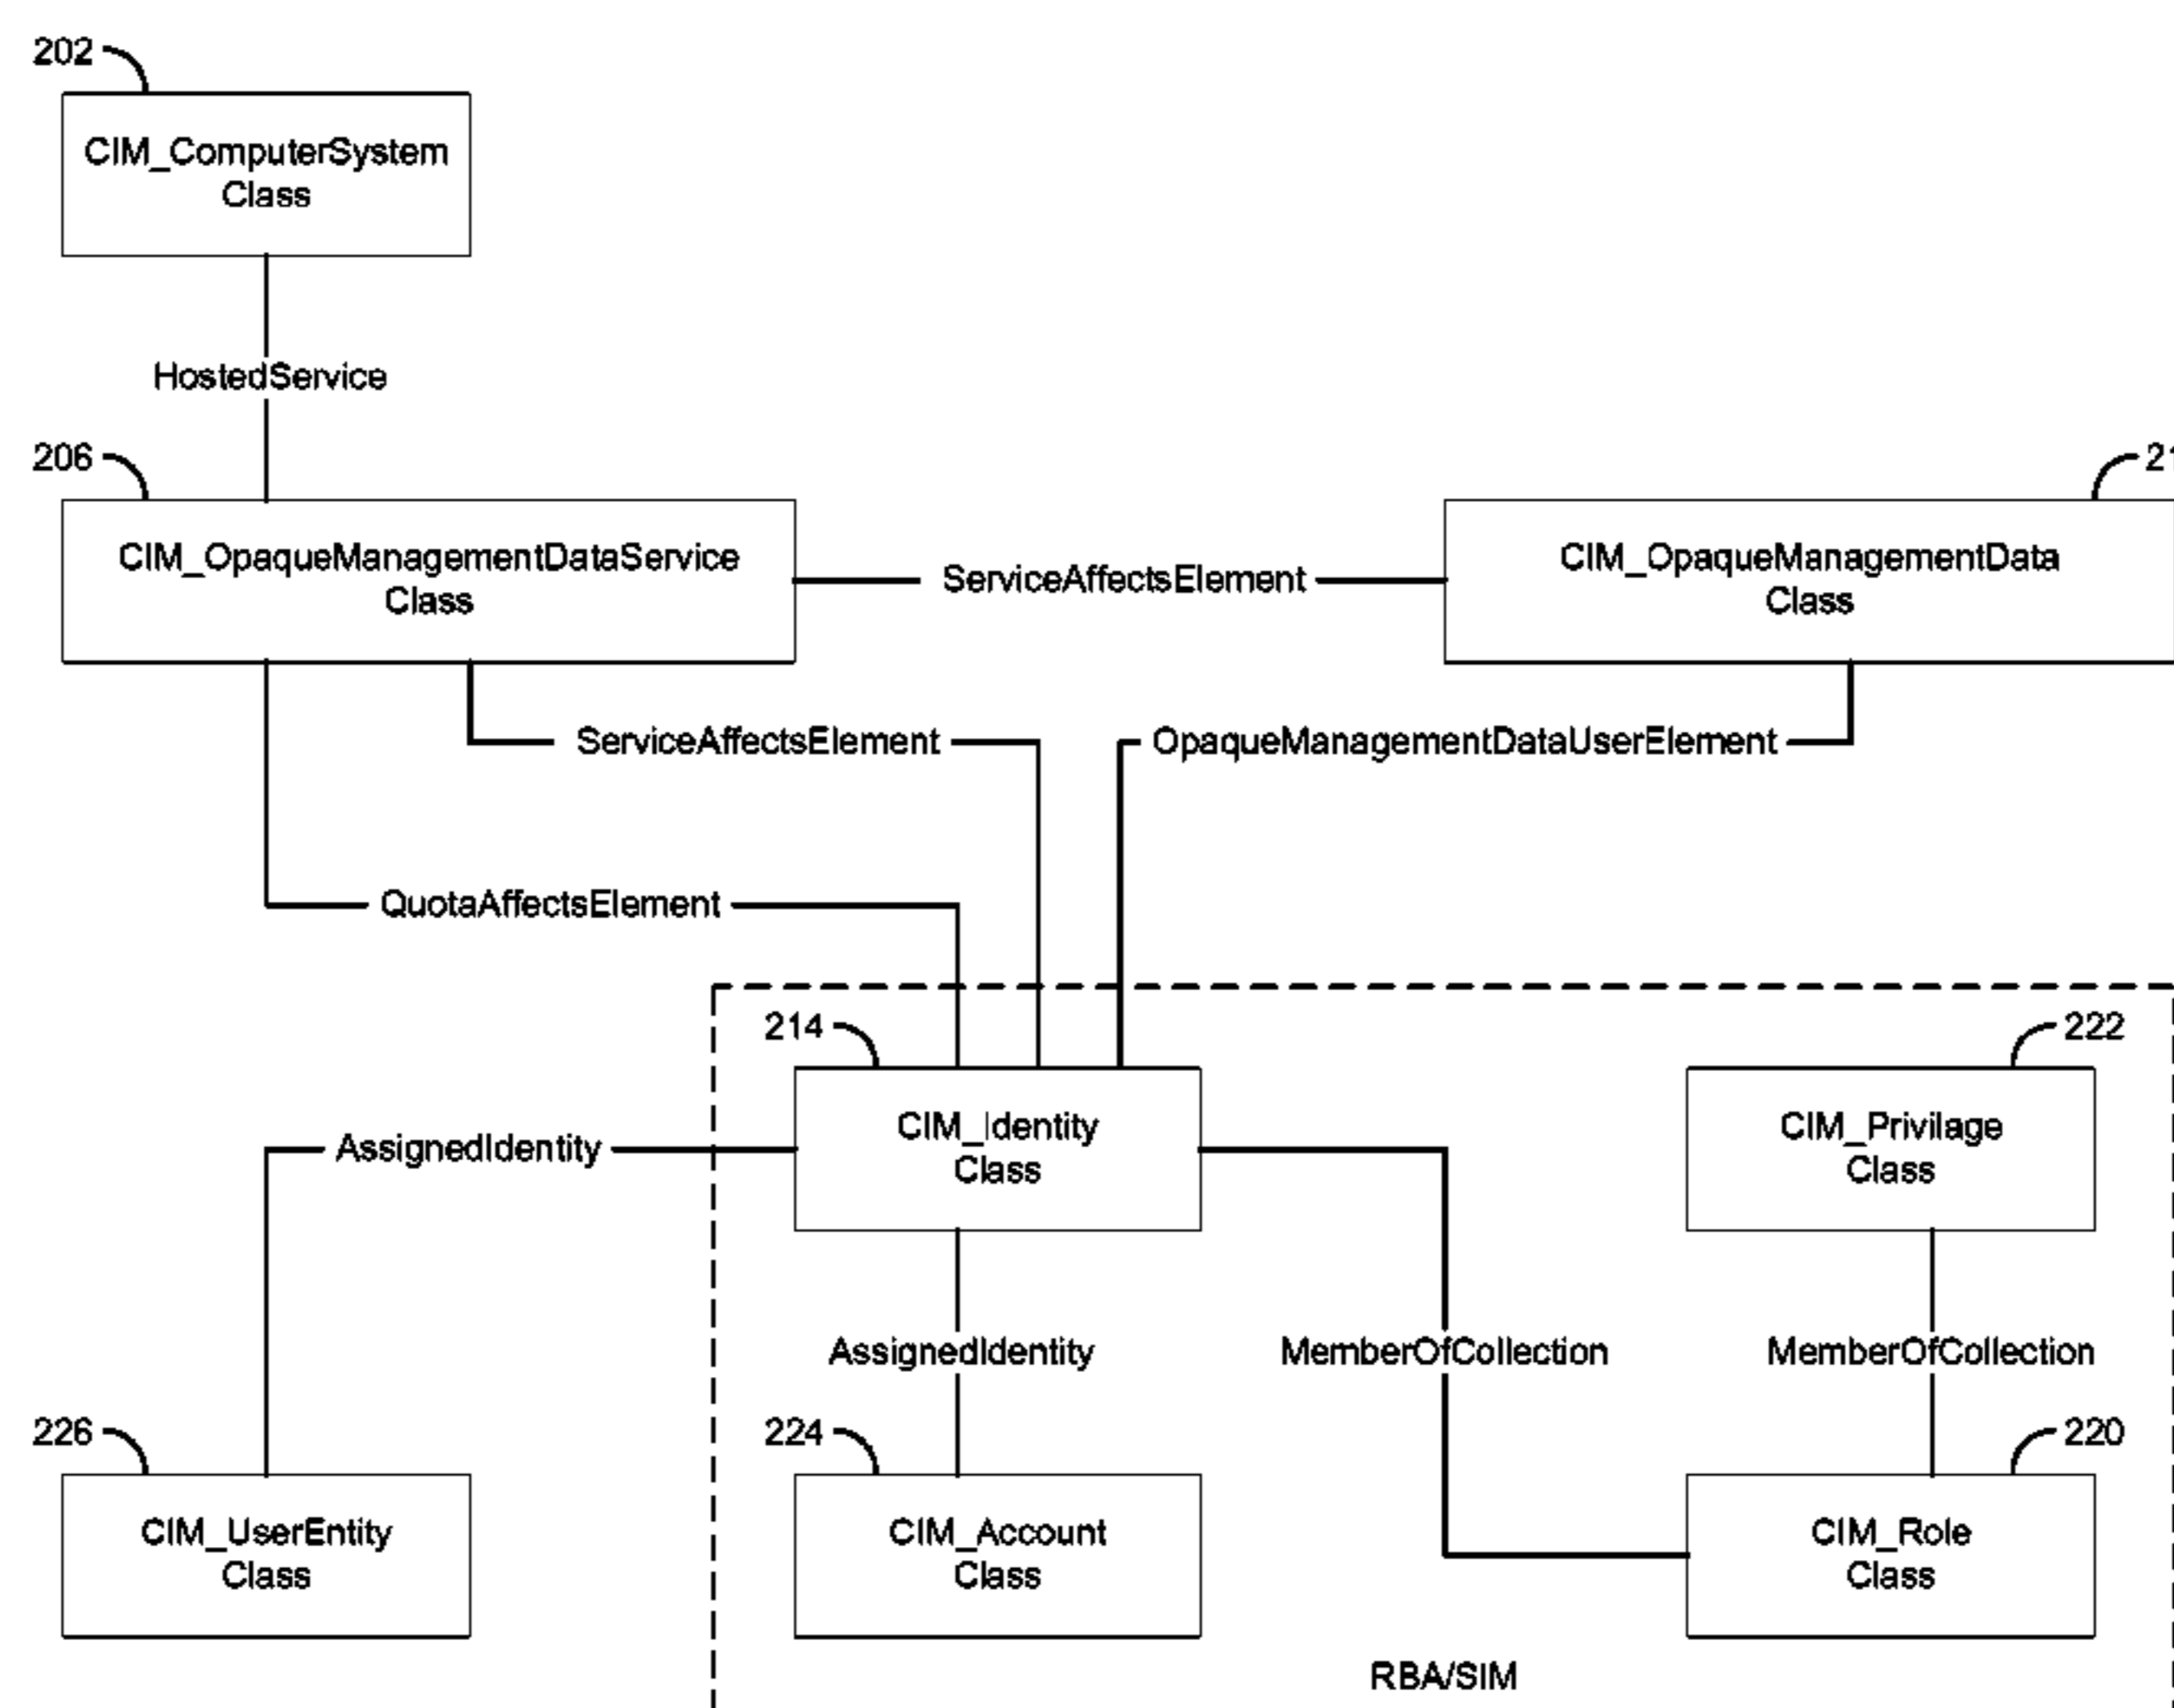 202
CIM_ComputerSystem
Class
HostedService
206
21
CIM_OpaqueManagementDataService
Class
ServiceAffectsElement
CIM_OpaqueManagementData
Class
ServiceAffectsElement
OpaqueManagementDataUserElement
QuotaAffectsElement
214
222
CIM_Identity
Class
CIM_Privilage
Class
AssignedIdentity
AssignedIdentity
MemberOfCollection
MemberOfCollection
226
224
220
CIM_UserEntity
Class
CIM_Account
Class
CIM_Role
Class
RBA/SIM